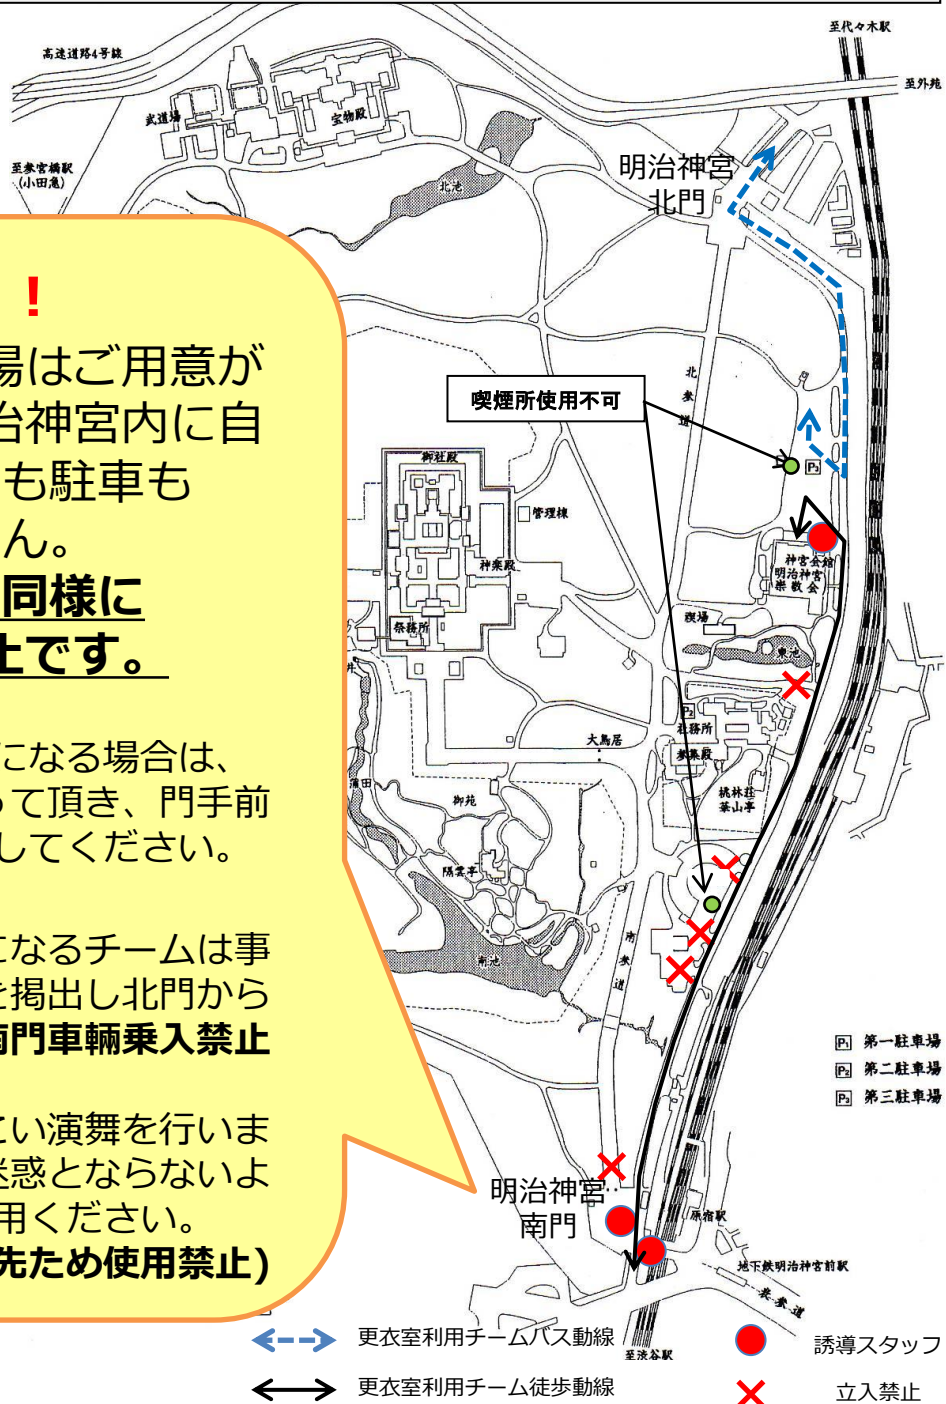 至代々木駅
高速道路4号線
至外苑
武道場
宝物殿
至参宮橋駅
(小田急)
北池
明治神宮
北門
！
場はご用意が
治神宮内に自
も駐車も
ん。
同様に
止です。
になる場合は、
って頂き、門手前
してください。
になるチームは事
を掲出し北門から
南門車輛乗入禁止
こい演舞を行いま
迷惑とならないよ
用ください。
先ため使用禁止)
北参道
喫煙所使用不可
P3
御社殿
管理棟
神楽殿
祭務所
神宮会館
明治神宮
崇敬会
禊場
東池
井
P2
社務所
参集殿
大鳥居
桃林荘
華山亭
御苑
隔雲亭
南池
南参道
P1 第一駐車場
P2 第二駐車場
P3 第三駐車場
明治神宮
南門
原宿駅
地下鉄明治神宮前駅
表参道
更衣室利用チームバス動線
至渋谷駅
誘導スタッフ
更衣室利用チーム徒歩動線
立入禁止